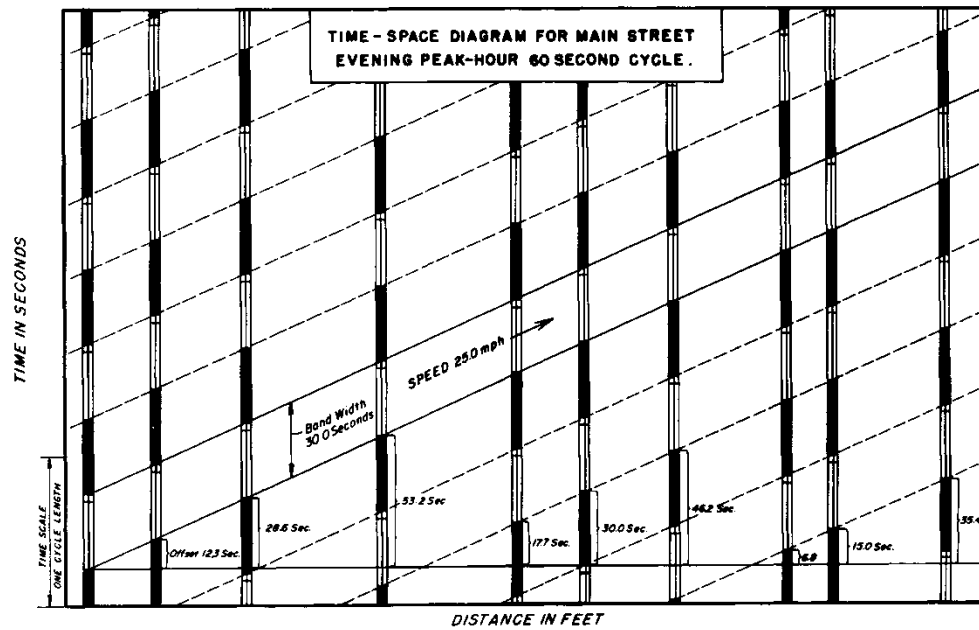 TIME-SPACE DIAGRAM FOR MAIN STREET
EVENING PEAK-HOUR 60 SECOND CYCLE.
TIME IN SECONDS
SPEED 25.0 mph
Band Width
30.0 Seconds
TIME SCALE
ONE CYCLE LENGTH
Offset 12.3 Sec.
28.6 Sec.
53.2 Sec.
17.7 Sec.
30.0 Sec.
46.2 Sec.
6.8
15.0 Sec.
35.4
DISTANCE IN FEET